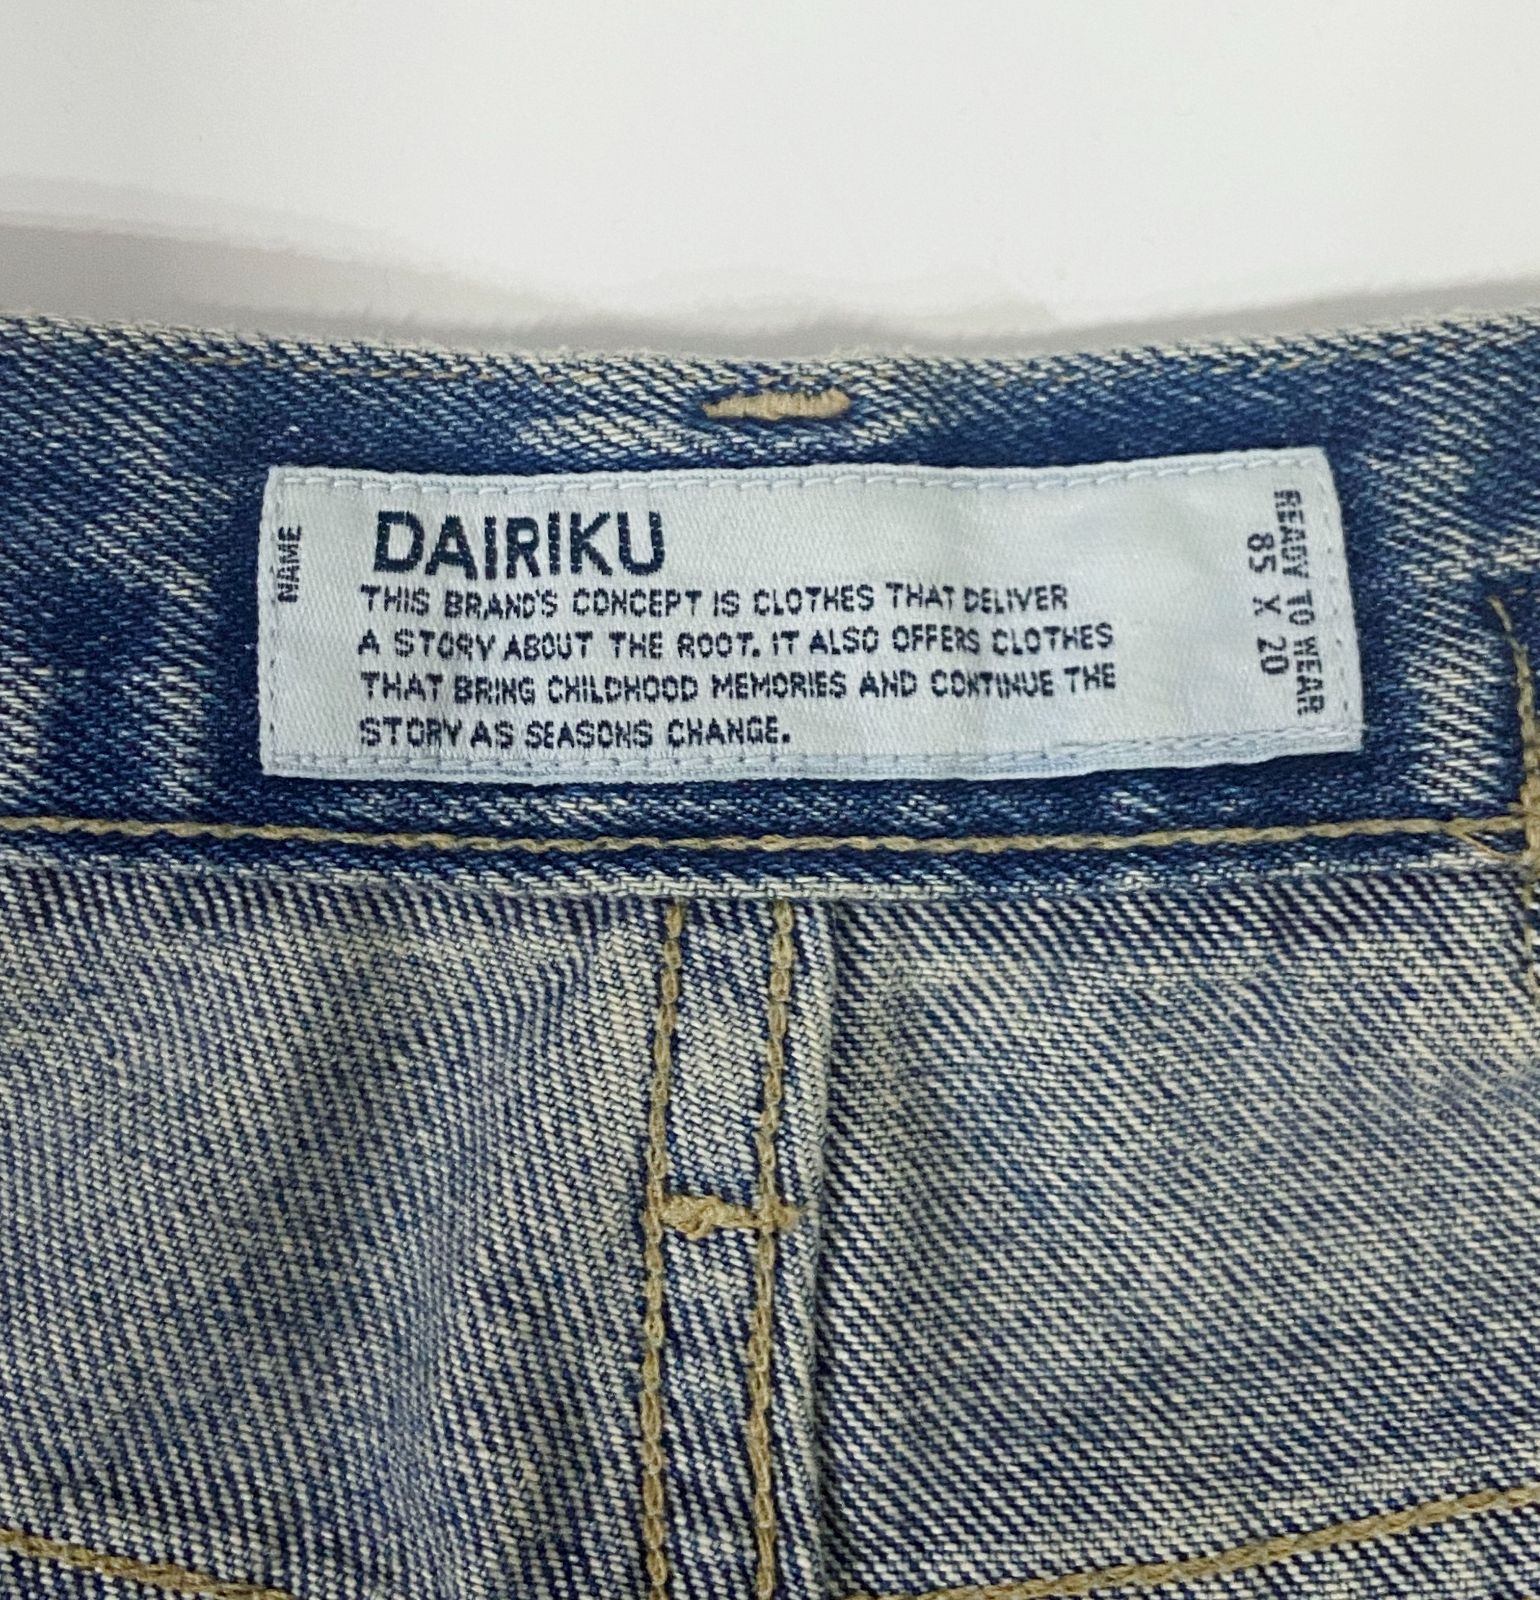 NAME
DAIRIKU
THIS BRAND'S CONCEPT IS CLOTHES THAT DELIVER
A STORY ABOUT THE ROOT. IT ALSO OFFERS CLOTHES
THAT BRING CHILDHOOD MEMORIES AND CONTINUE THE
STORY AS SEASONS CHANGE.
READY TO WEAR
85 X 20